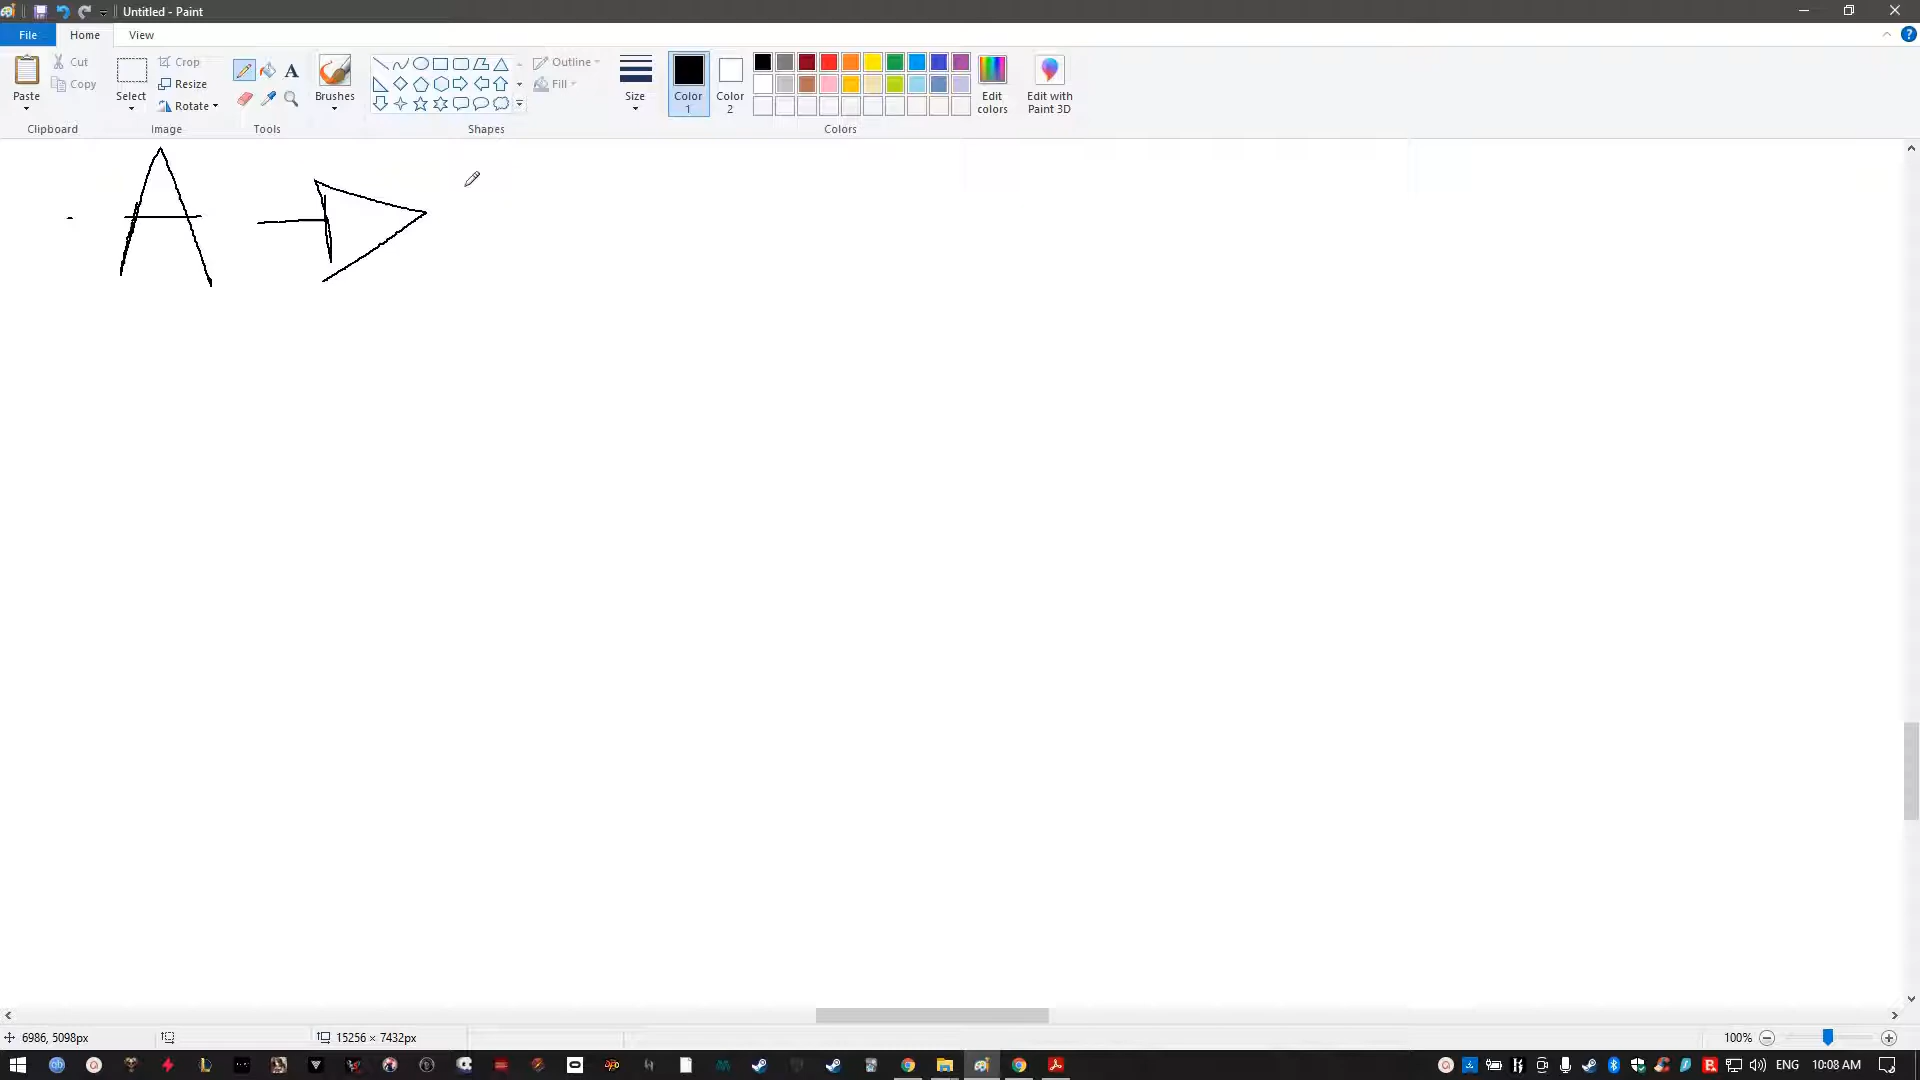 Untitled - Paint
File Home View
Paste Cut Copy Select Crop Resize Rotate Brushes Outline Fill Size Color 1 Color 2 Edit colors Edit with Paint 3D
Clipboard Image Tools Shapes Colors
- A
6986, 5098px 15256 × 7432px 100%
ENG 10:08 AM